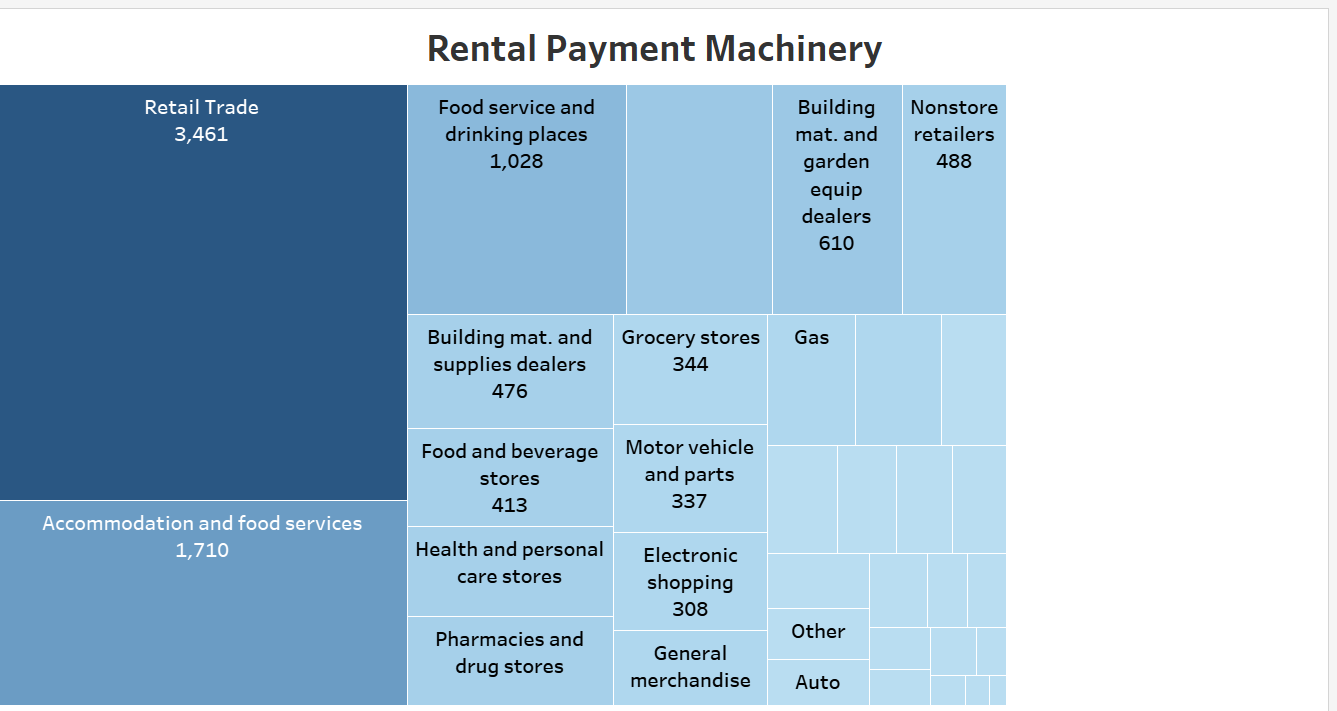 Rental Payment Machinery
Retail Trade
3,461
Food service and
drinking places
1,028
Building
mat. and
garden
equip
dealers
610
Nonstore
retailers
488
Building mat. and
supplies dealers
476
Grocery stores
344
Gas
Food and beverage
stores
413
Motor vehicle
and parts
337
Accommodation and food services
1,710
Health and personal
care stores
Electronic
shopping
308
Pharmacies and
drug stores
General
merchandise
Other
Auto